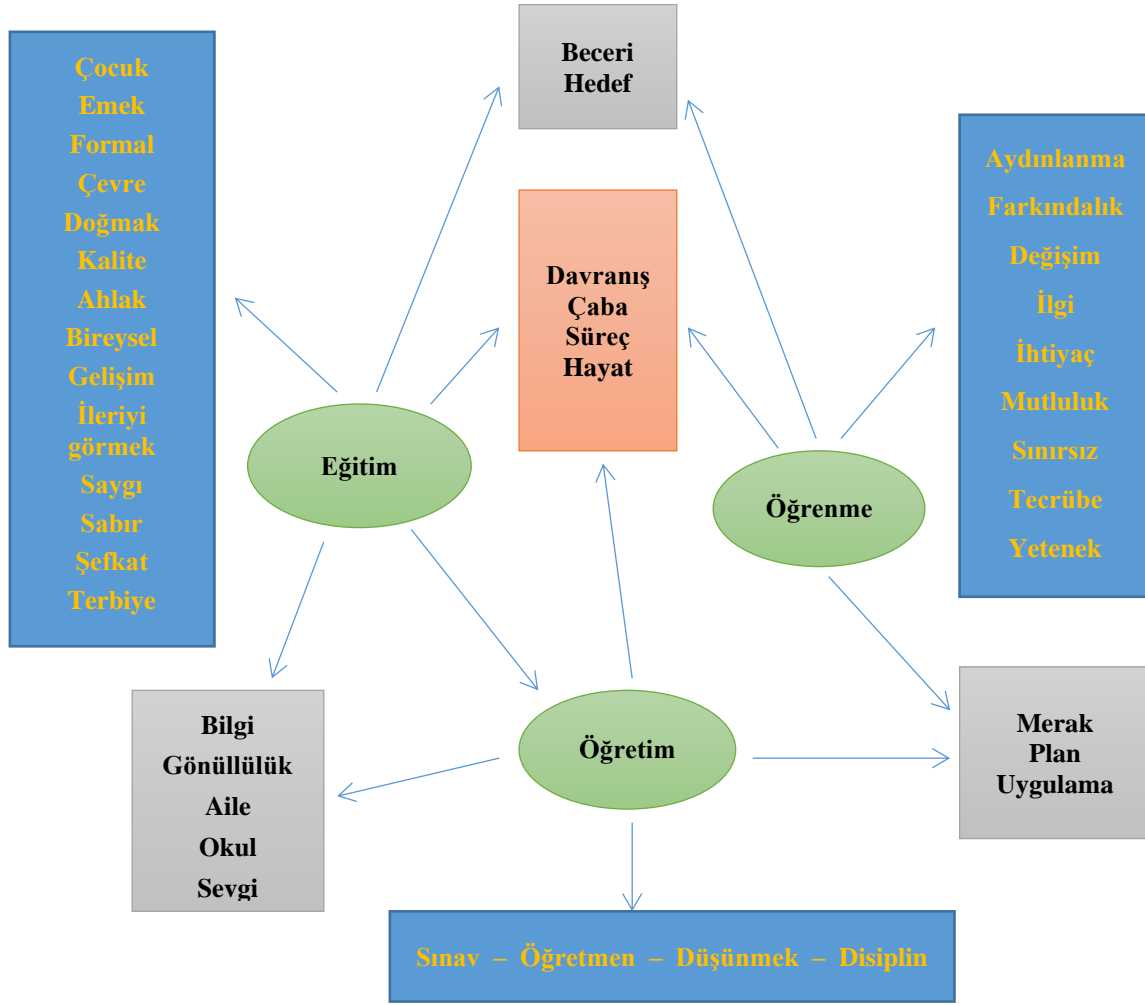 Çocuk
Emek
Formal
Çevre
Doğmak
Kalite
Ahlak
Bireysel
Gelişim
İleriyi
görmek
Saygı
Sabır
Şefkat
Terbiye
Beceri
Hedef
Davranış
Çaba
Süreç
Hayat
Aydınlanma
Farkındalık
Değişim
İlgi
İhtiyaç
Mutluluk
Sınırsız
Tecrübe
Yetenek
Eğitim
Öğrenme
Öğretim
Bilgi
Gönüllülük
Aile
Okul
Sevgi
Merak
Plan
Uygulama
Sınav – Öğretmen – Düşünmek – Disiplin